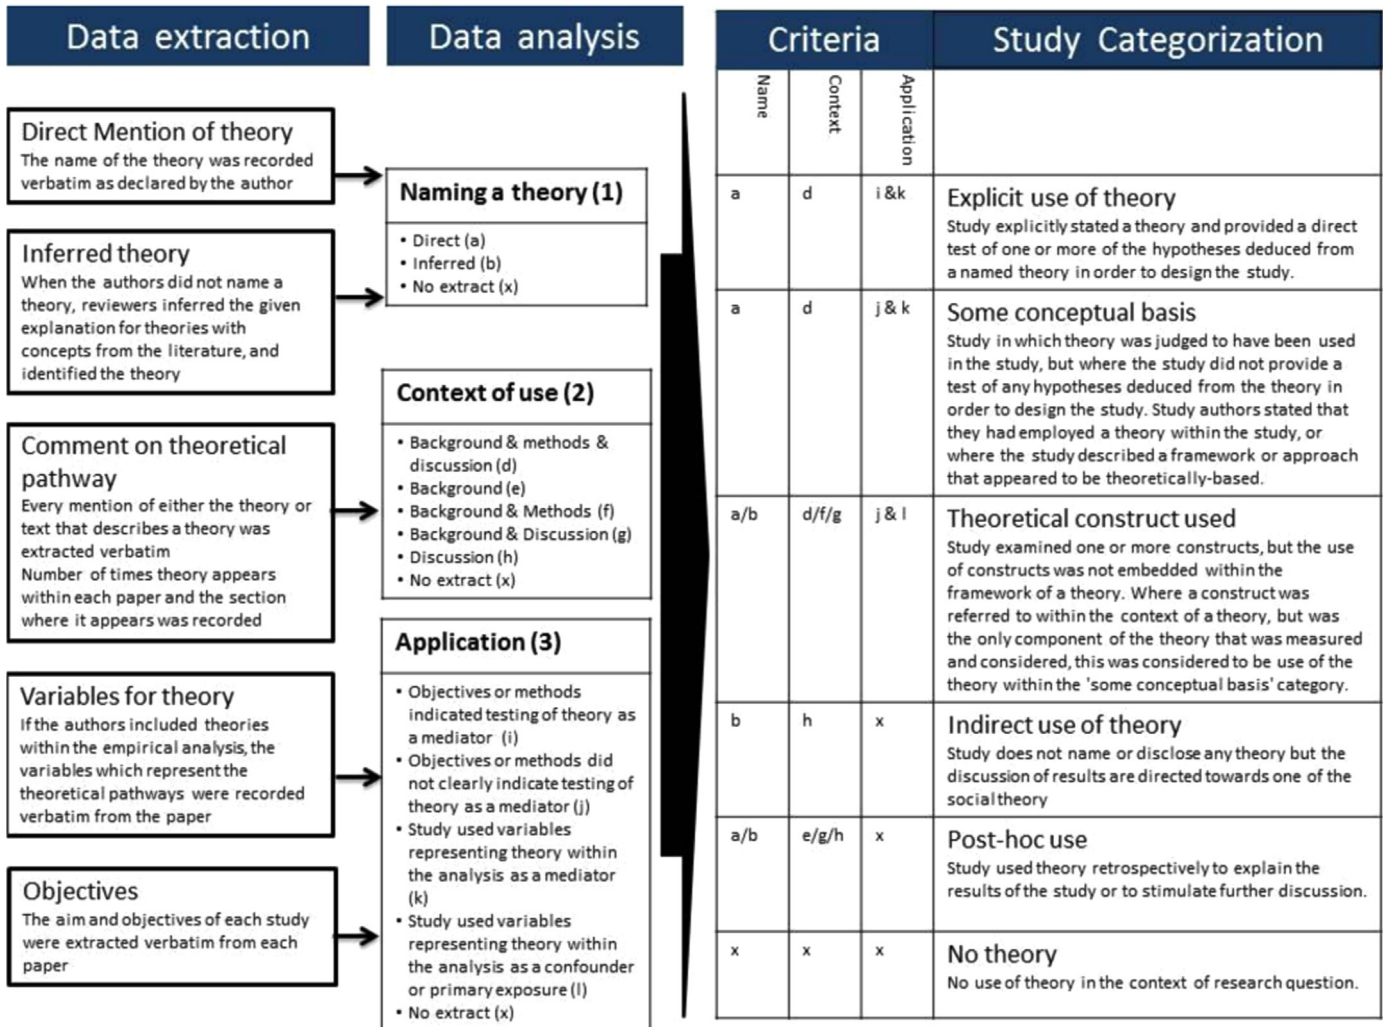 Data extraction
Direct Mention of theory
The name of the theory was recorded
verbatim as declared by the author
Inferred theory
When the authors did not name a
theory, reviewers inferred the given
explanation for theories with
concepts from the literature, and
identified the theory
Comment on theoretical
pathway
Every mention of either the theory or
text that describes a theory was
extracted verbatim
Number of times theory appears
within each paper and the section
where it appears was recorded
Variables for theory
If the authors included theories
within the empirical analysis, the
variables which represent the
theoretical pathways were recorded
verbatim from the paper
Objectives
The aim and objectives of each study
were extracted verbatim from each
paper
Data analysis
Naming a theory (1)
• Direct (a)
• Inferred (b)
• No extract (x)
Context of use (2)
• Background & methods &
discussion (d)
• Background (e)
• Background & Methods (f)
• Background & Discussion (g)
• Discussion (h)
• No extract (x)
Application (3)
• Objectives or methods
indicated testing of theory as
a mediator (i)
• Objectives or methods did
not clearly indicate testing of
theory as a mediator (j)
• Study used variables
representing theory within
the analysis as a mediator
(k)
• Study used variables
representing theory within
the analysis as a confounder
or primary exposure (l)
• No extract (x)
Criteria
Study Categorization
Name
Context
Application
a
d
i &k
Explicit use of theory
Study explicitly stated a theory and provided a direct
test of one or more of the hypotheses deduced from
a named theory in order to design the study.
a
d
j & k
Some conceptual basis
Study in which theory was judged to have been used
in the study, but where the study did not provide a
test of any hypotheses deduced from the theory in
order to design the study. Study authors stated that
they had employed a theory within the study, or
where the study described a framework or approach
that appeared to be theoretically-based.
a/b
d/f/g
j & l
Theoretical construct used
Study examined one or more constructs, but the use
of constructs was not embedded within the
framework of a theory. Where a construct was
referred to within the context of a theory, but was
the only component of the theory that was measured
and considered, this was considered to be use of the
theory within the 'some conceptual basis' category.
b
h
x
Indirect use of theory
Study does not name or disclose any theory but the
discussion of results are directed towards one of the
social theory
a/b
e/g/h
x
Post-hoc use
Study used theory retrospectively to explain the
results of the study or to stimulate further discussion.
x
x
x
No theory
No use of theory in the context of research question.